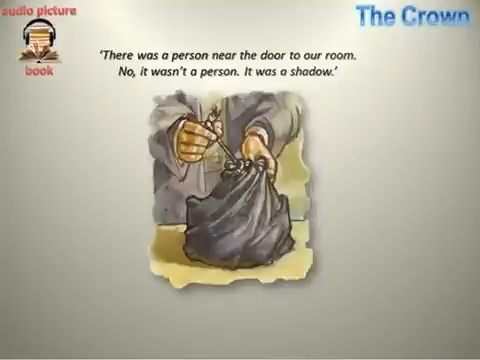 audio picture
book
The Crown
‘There was a person near the door to our room.
No, it wasn’t a person. It was a shadow.’